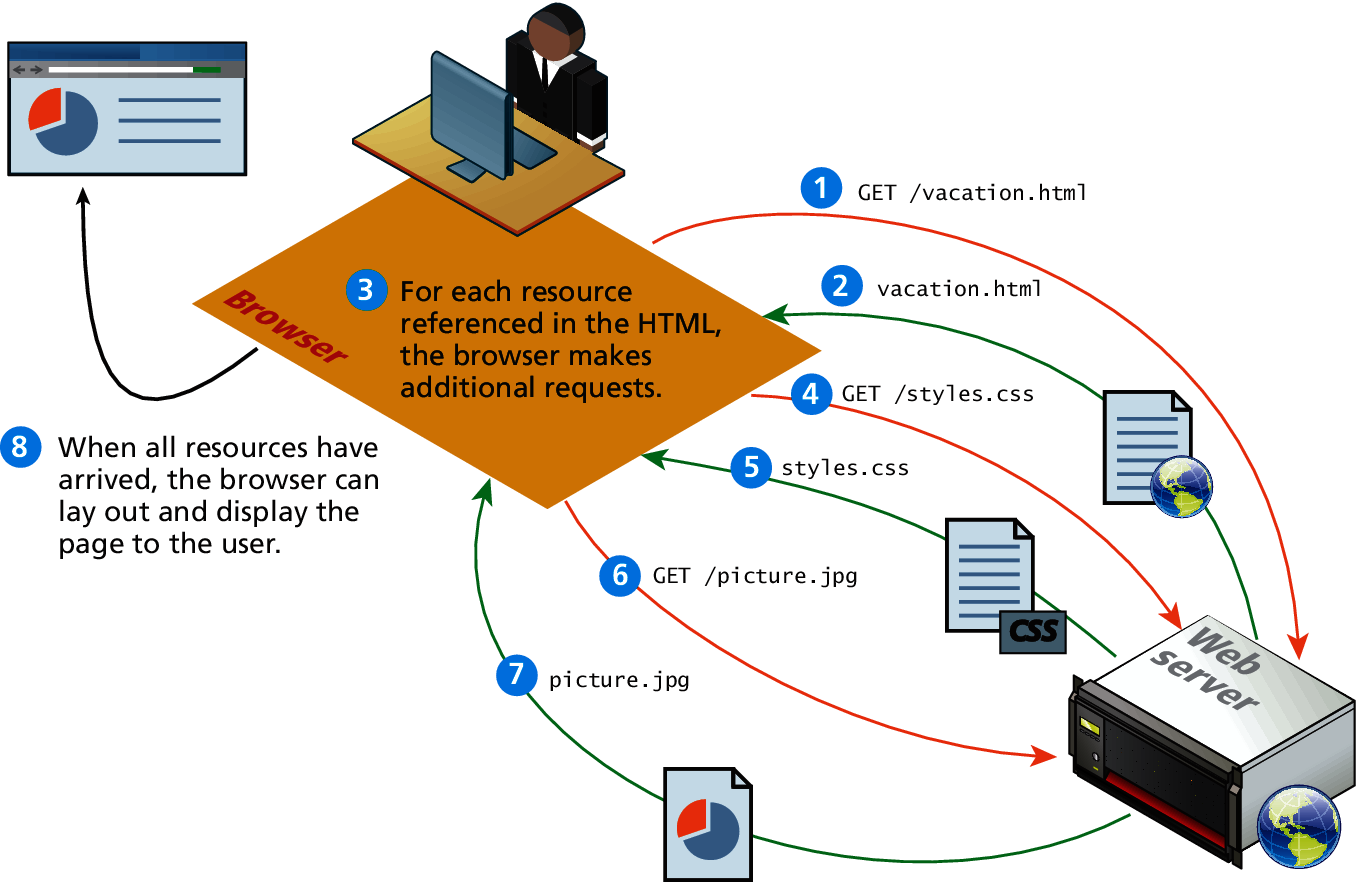 1 GET /vacation.html
2 vacation.html
Browser
3 For each resource
referenced in the HTML,
the browser makes
additional requests.
4 GET /styles.css
5 styles.css
CSS
6 GET /picture.jpg
7 picture.jpg
Web
server
8 When all resources have
arrived, the browser can
lay out and display the
page to the user.